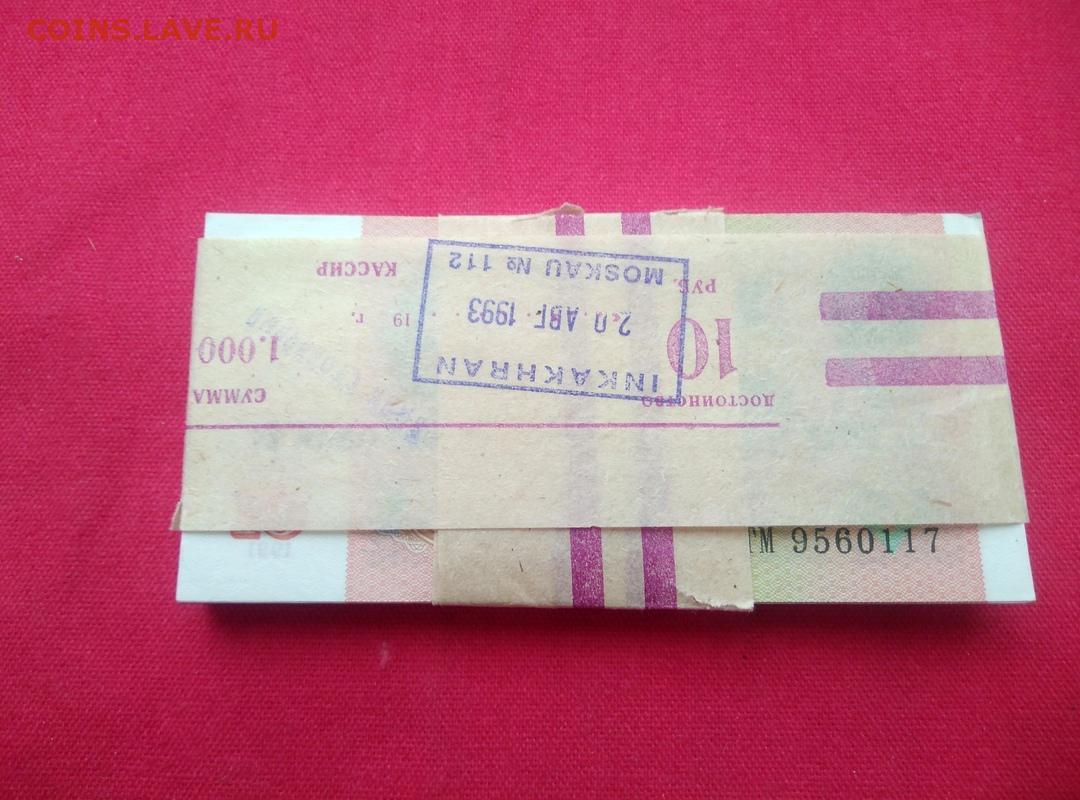 COINS.LAVE.RU
ДОСТОИНСТВО
10
РУБ.
СУММА
1.000
19 г.
КАССИР
INKAKHRAN
20 АВГ 1993
MOSKAU № 112
ГМ 9560117
1991